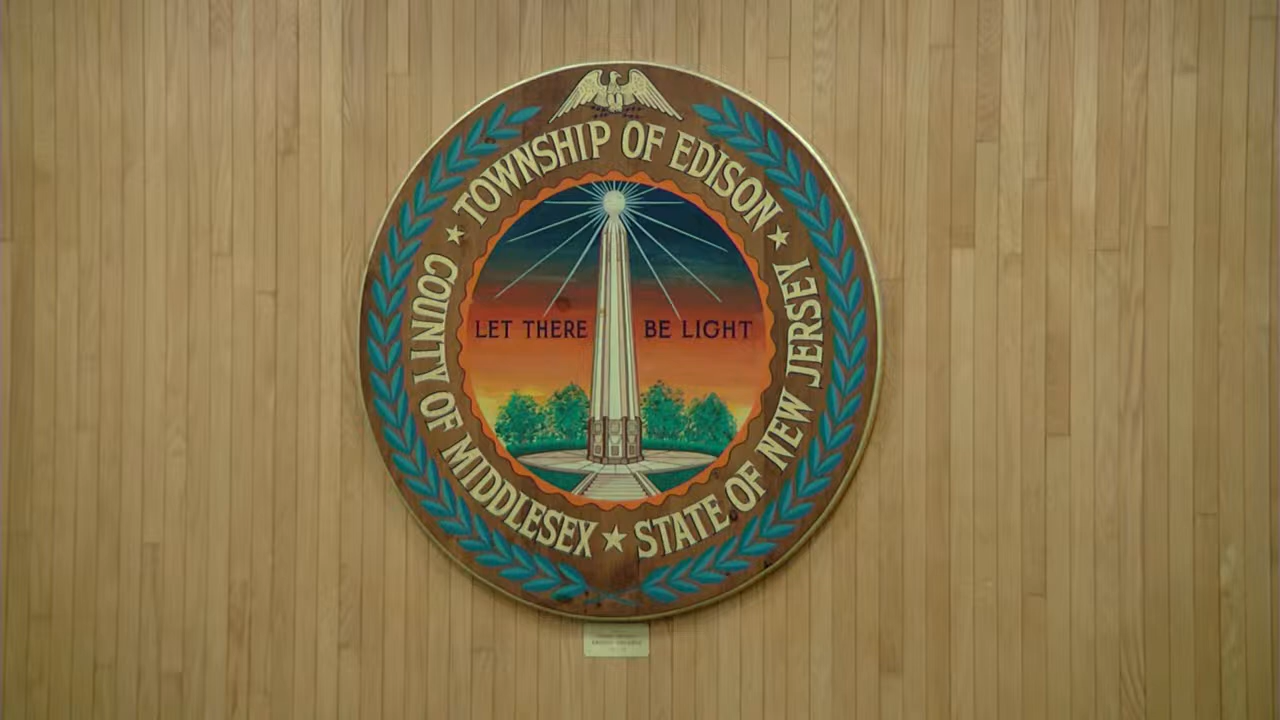 TOWNSHIP OF EDISON
COUNTY OF MIDDLESEX
STATE OF NEW JERSEY
LET THERE BE LIGHT